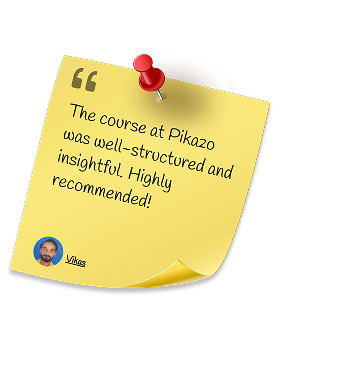 “
The course at Pikazo
was well-structured and
insightful. Highly
recommended!
Vikas